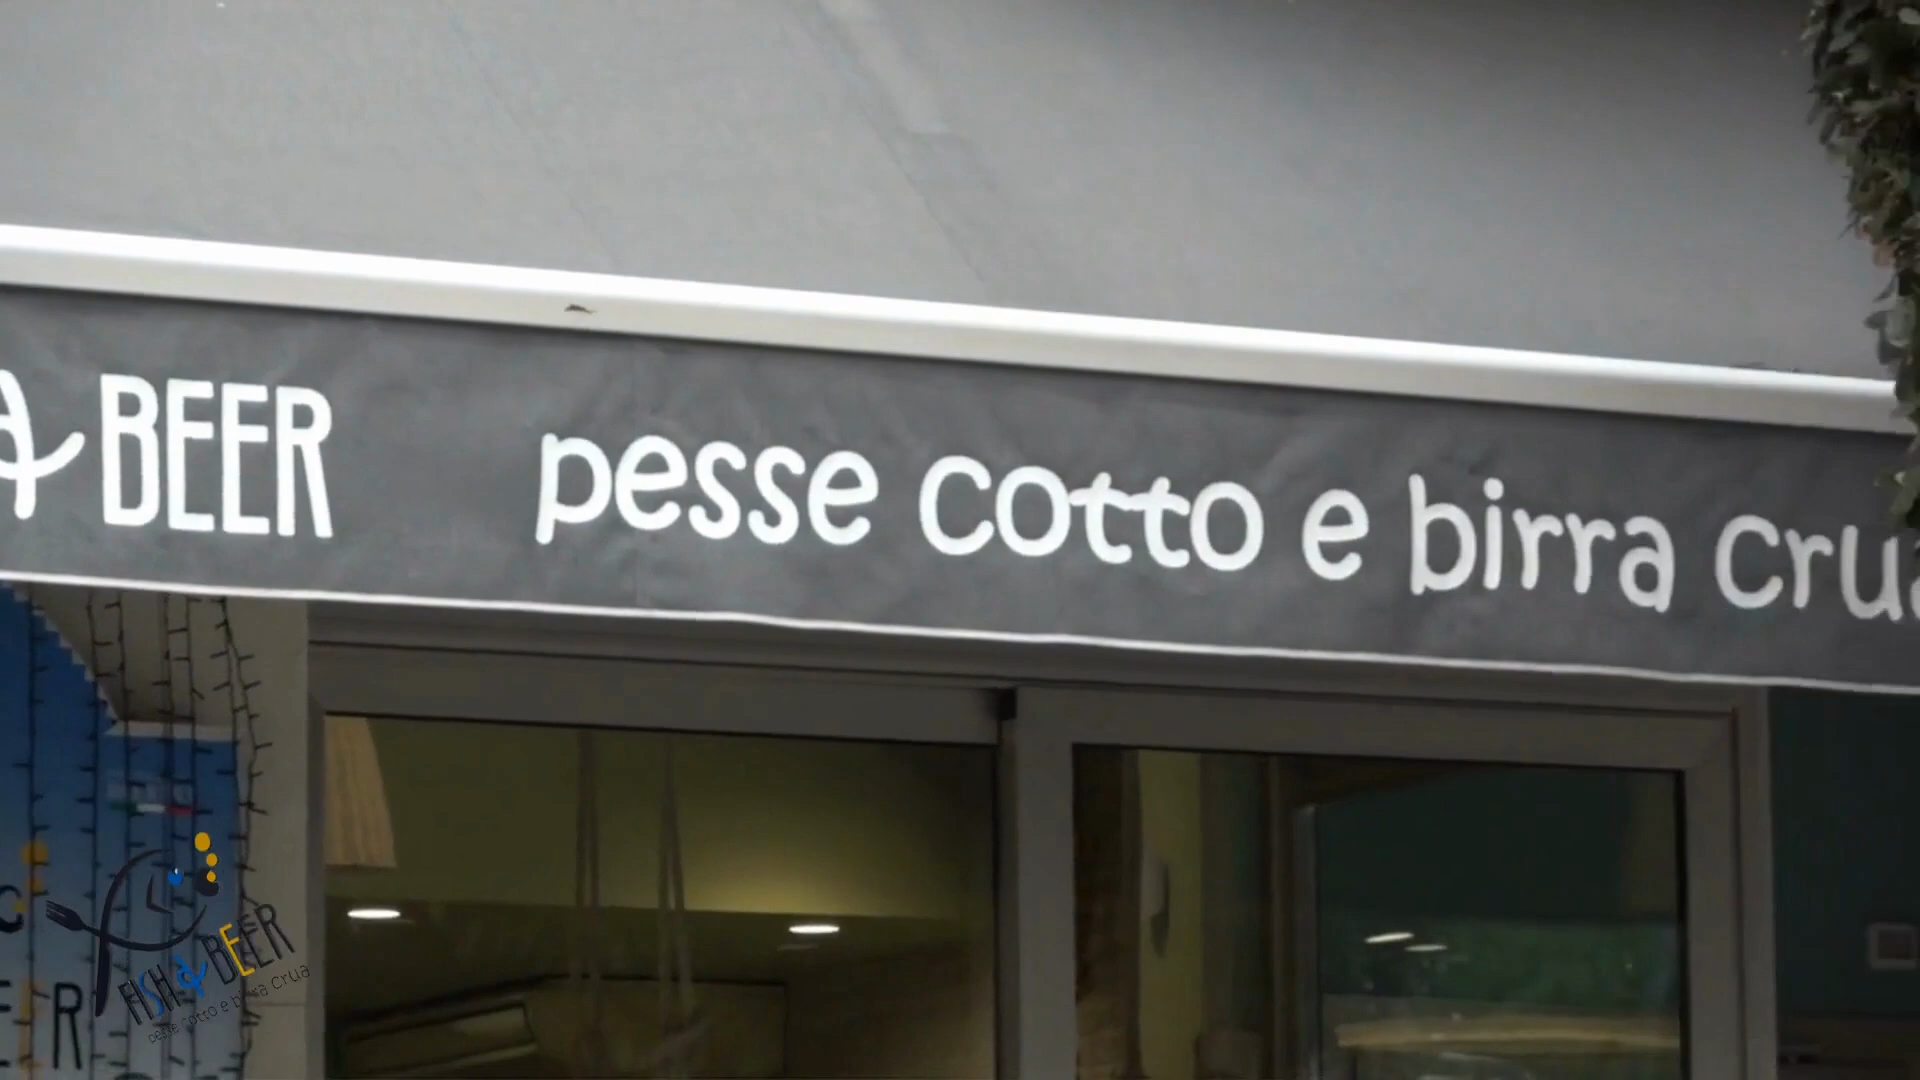 & BEER pesse cotto e birra crua
FISH & BEER
pesse cotto e birra crua